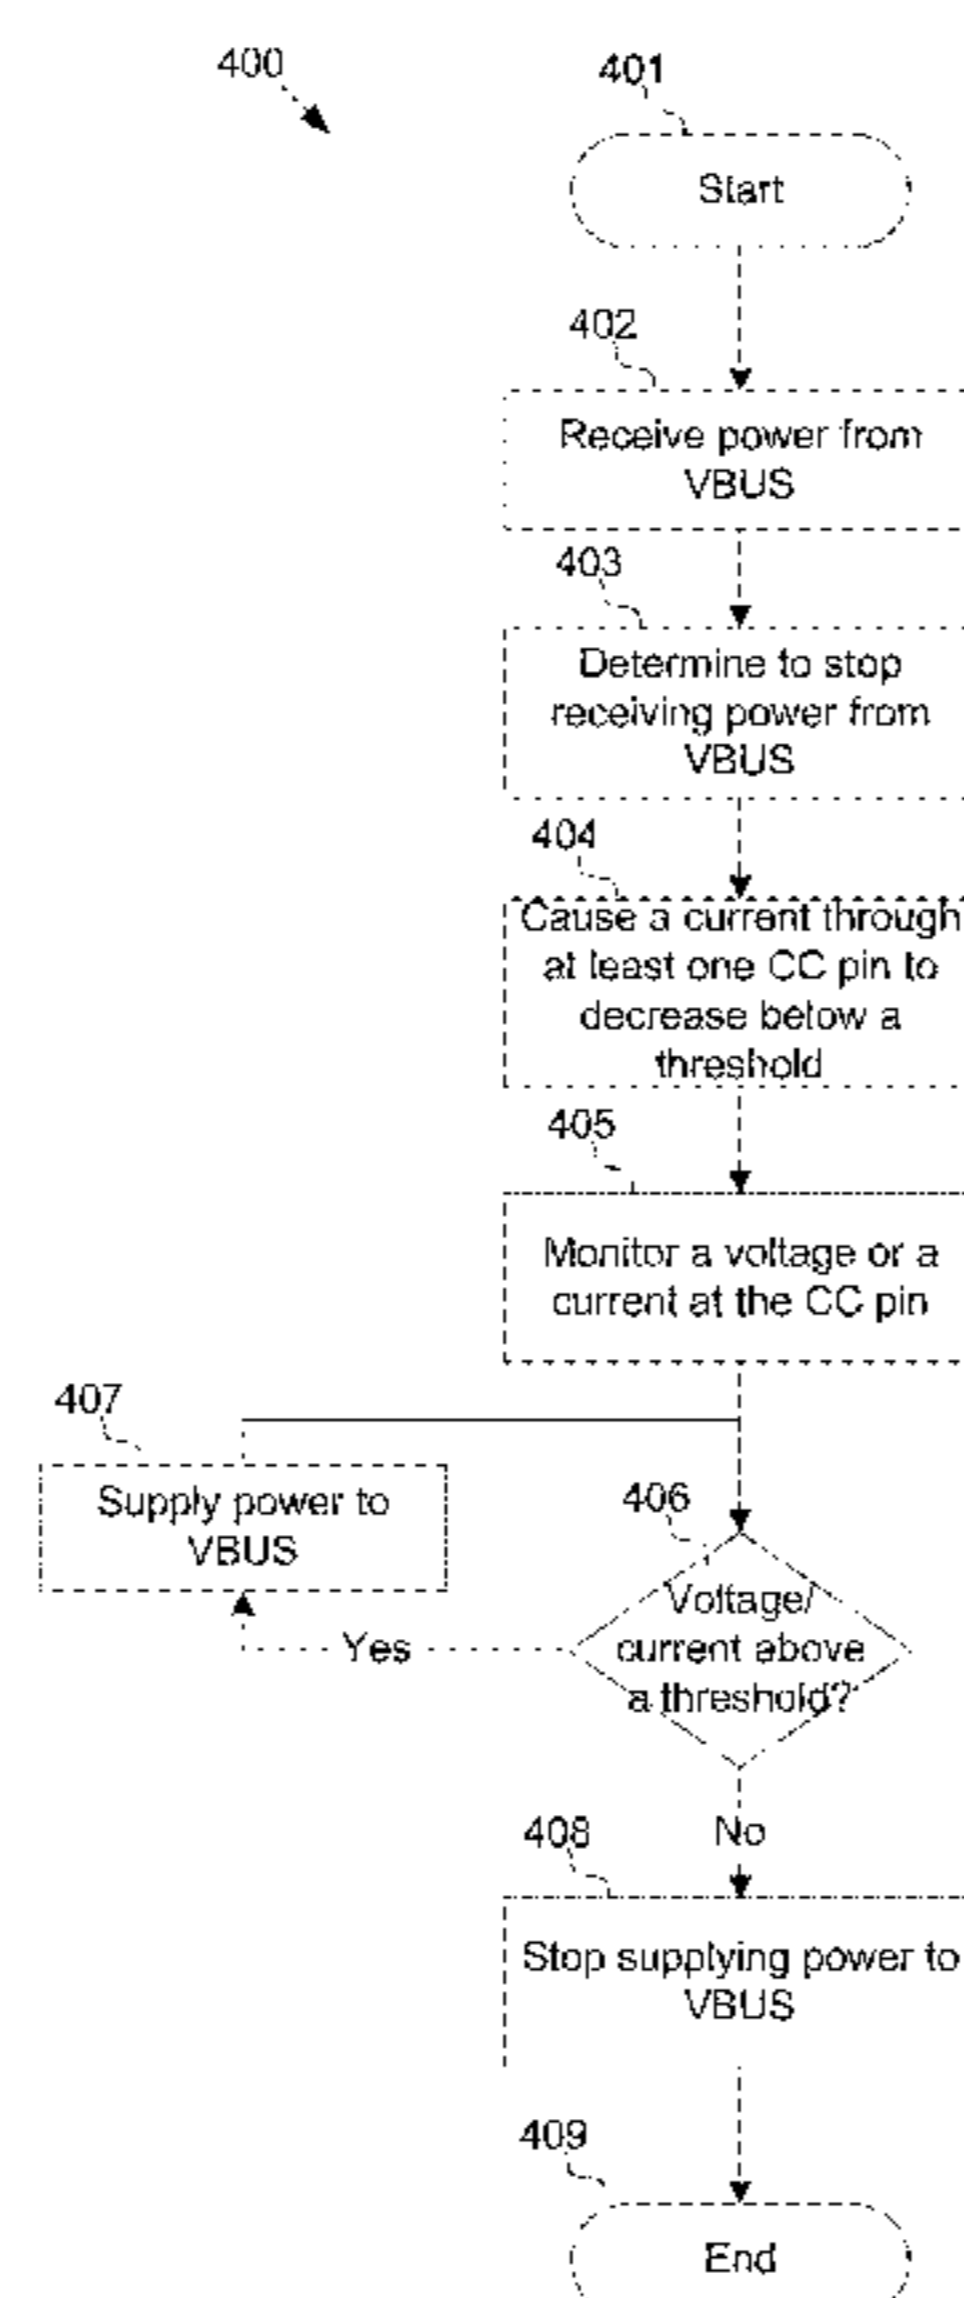 400
401
Start
402
Receive power from
VBUS
403
Determine to stop
receiving power from
VBUS
404
Cause a current through
at least one CC pin to
decrease below a
threshold
405
Monitor a voltage or a
current at the CC pin
407
Supply power to
VBUS
406
Voltage/
current above
a threshold?
Yes
No
408
Stop supplying power to
VBUS
409
End